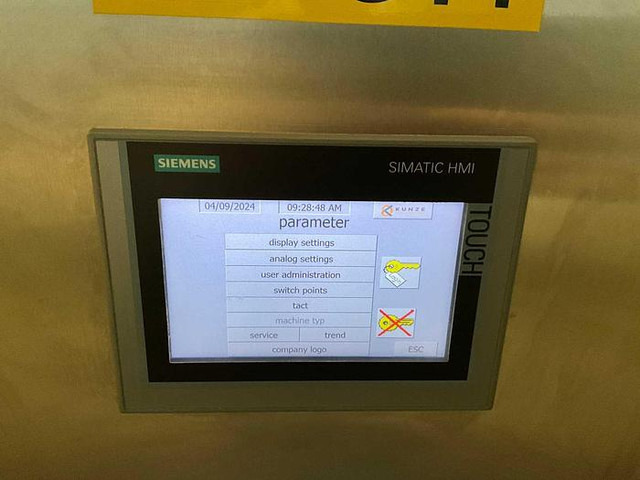 SIEMENS
SIMATIC HMI
TOUCH
04/09/2024 09:28:48 AM KUNZE
parameter
display settings
analog settings
user administration
switch points
tact
machine typ
service trend
company logo
ESC